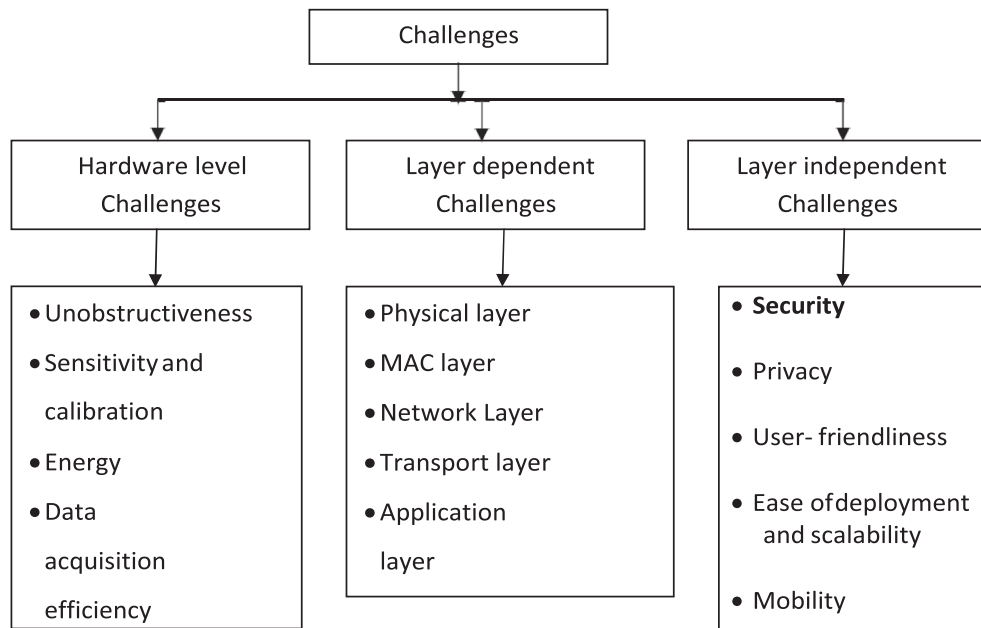 Challenges
Hardware level
Challenges
Layer dependent
Challenges
Layer independent
Challenges
• Unobstructiveness
• Sensitivity and
calibration
• Energy
• Data
acquisition
efficiency
• Physical layer
• MAC layer
• Network Layer
• Transport layer
• Application
layer
• Security
• Privacy
• User- friendliness
• Ease of deployment
and scalability
• Mobility